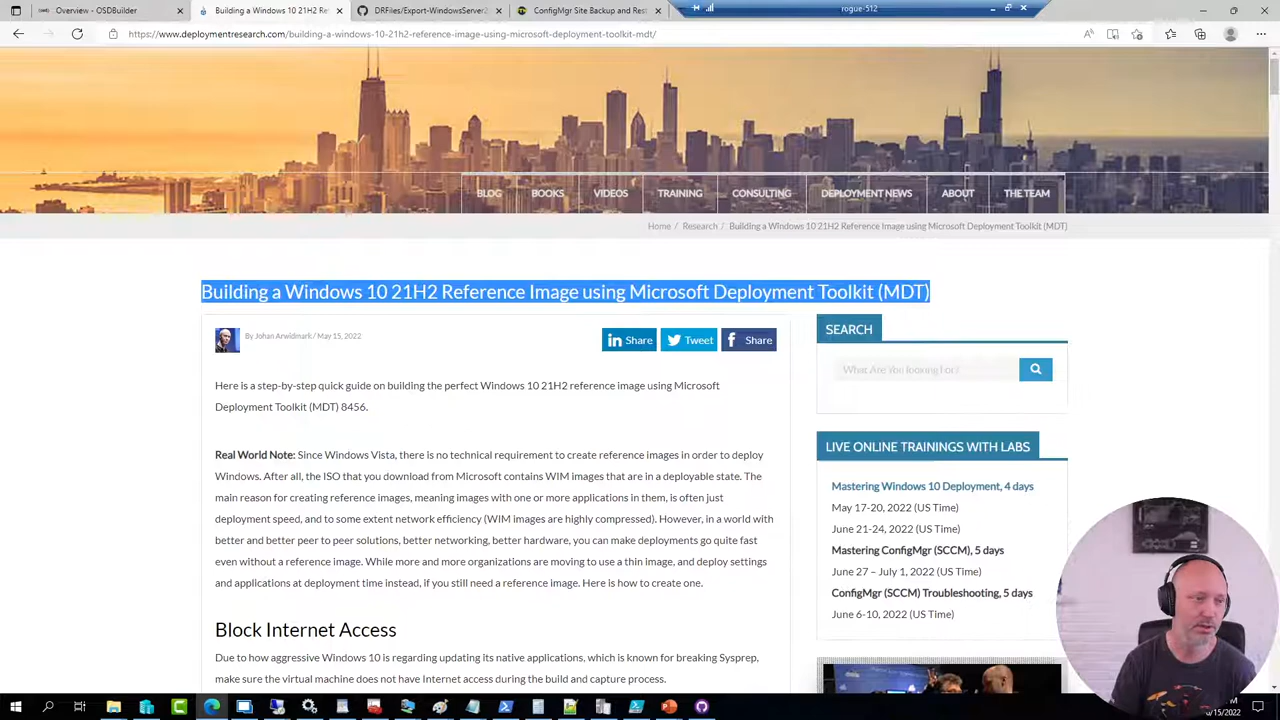 Overview - OSDBuilder
Building a Windows 10 21H2 Re
DRFiles/Export-WindowsServer
ConfigMgr Site Backup and Res
rogue-512
https://www.deploymentresearch.com/building-a-windows-10-21h2-reference-image-using-microsoft-deployment-toolkit-mdt/
BLOG
BOOKS
VIDEOS
TRAINING
CONSULTING
DEPLOYMENT NEWS
ABOUT
THE TEAM
Home / Research / Building a Windows 10 21H2 Reference Image using Microsoft Deployment Toolkit (MDT)
Building a Windows 10 21H2 Reference Image using Microsoft Deployment Toolkit (MDT)
By Johan Arwidmark / May 15, 2022
Share
Tweet
Share
Here is a step-by-step quick guide on building the perfect Windows 10 21H2 reference image using Microsoft
Deployment Toolkit (MDT) 8456.
Real World Note: Since Windows Vista, there is no technical requirement to create reference images in order to deploy
Windows. After all, the ISO that you download from Microsoft contains WIM images that are in a deployable state. The
main reason for creating reference images, meaning images with one or more applications in them, is often just
deployment speed, and to some extent network efficiency (WIM images are highly compressed). However, in a world with
better and better peer to peer solutions, better networking, better hardware, you can make deployments go quite fast
even without a reference image. While more and more organizations are moving to use a thin image, and deploy settings
and applications at deployment time instead, if you still need a reference image. Here is how to create one.
Block Internet Access
Due to how aggressive Windows 10 is regarding updating its native applications, which is known for breaking Sysprep,
make sure the virtual machine does not have Internet access during the build and capture process.
SEARCH
What Are You looking For?
LIVE ONLINE TRAININGS WITH LABS
Mastering Windows 10 Deployment, 4 days
May 17-20, 2022 (US Time)
June 21-24, 2022 (US Time)
Mastering ConfigMgr (SCCM), 5 days
June 27 – July 1, 2022 (US Time)
ConfigMgr (SCCM) Troubleshooting, 5 days
June 6-10, 2022 (US Time)
/15/2022